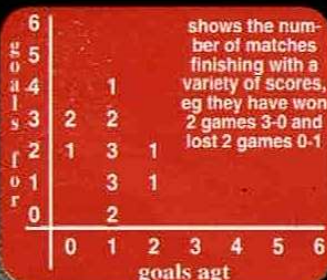 shows the num-
ber of matches
finishing with a
variety of scores,
eg they have won
2 games 3-0 and
lost 2 games 0-1
goals for
6
5
4 1
3 2 2
2 1 3 1
1 3 1
0 2
0 1 2 3 4 5 6
goals agt